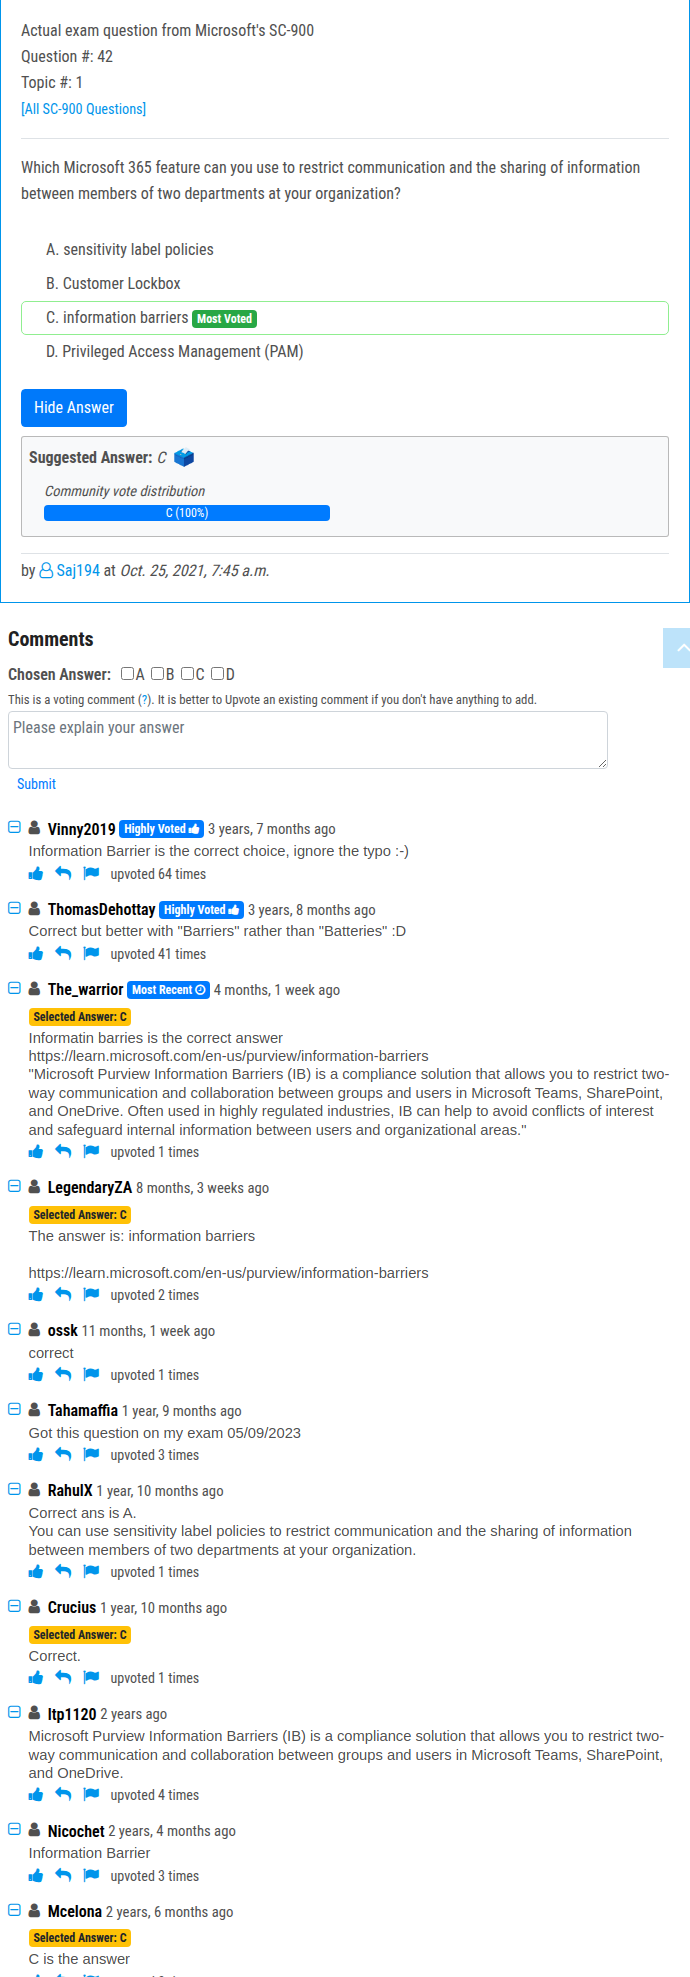 Actual exam question from Microsoft's SC-900
Question #: 42
Topic #: 1
[All SC-900 Questions]
Which Microsoft 365 feature can you use to restrict communication and the sharing of information
between members of two departments at your organization?
A. sensitivity label policies
B. Customer Lockbox
C. information barriers Most Voted
D. Privileged Access Management (PAM)
Hide Answer
Suggested Answer: C
Community vote distribution
C (100%)
by Saj194 at Oct. 25, 2021, 7:45 a.m.
Comments
Chosen Answer: A B C D
This is a voting comment (?). It is better to Upvote an existing comment if you don't have anything to add.
Please explain your answer
Submit
Vinny2019 Highly Voted 3 years, 7 months ago
Information Barrier is the correct choice, ignore the typo :-)
upvoted 64 times
ThomasDehottay Highly Voted 3 years, 8 months ago
Correct but better with "Barriers" rather than "Batteries" :D
upvoted 41 times
The_warrior Most Recent 4 months, 1 week ago
Selected Answer: C
Informatin barries is the correct answer
https://learn.microsoft.com/en-us/purview/information-barriers
"Microsoft Purview Information Barriers (IB) is a compliance solution that allows you to restrict two-
way communication and collaboration between groups and users in Microsoft Teams, SharePoint,
and OneDrive. Often used in highly regulated industries, IB can help to avoid conflicts of interest
and safeguard internal information between users and organizational areas."
upvoted 1 times
LegendaryZA 8 months, 3 weeks ago
Selected Answer: C
The answer is: information barriers
https://learn.microsoft.com/en-us/purview/information-barriers
upvoted 2 times
ossk 11 months, 1 week ago
correct
upvoted 1 times
Tahamaffia 1 year, 9 months ago
Got this question on my exam 05/09/2023
upvoted 3 times
RahulX 1 year, 10 months ago
Correct ans is A.
You can use sensitivity label policies to restrict communication and the sharing of information
between members of two departments at your organization.
upvoted 1 times
Crucius 1 year, 10 months ago
Selected Answer: C
Correct.
upvoted 1 times
ltp1120 2 years ago
Microsoft Purview Information Barriers (IB) is a compliance solution that allows you to restrict two-
way communication and collaboration between groups and users in Microsoft Teams, SharePoint,
and OneDrive.
upvoted 4 times
Nicochet 2 years, 4 months ago
Information Barrier
upvoted 3 times
Mcelona 2 years, 6 months ago
Selected Answer: C
C is the answer